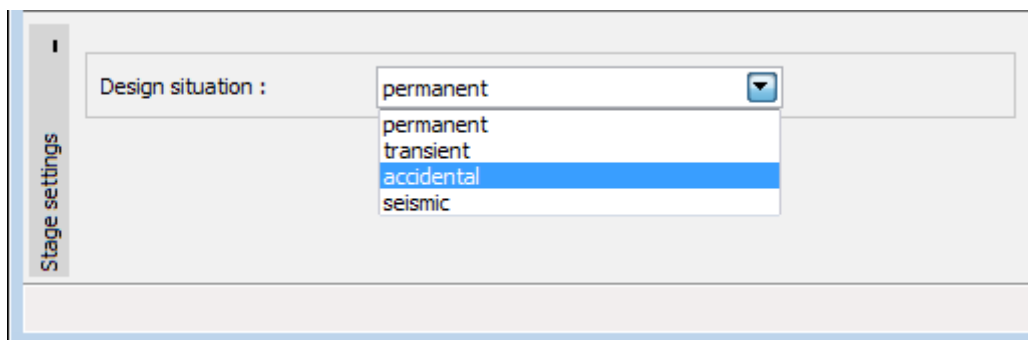 Stage settings
Design situation :
permanent
permanent
transient
accidental
seismic